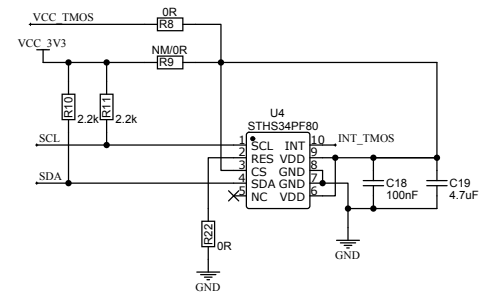 VCC_TMOS
0R
R8
VCC_3V3
NM/0R
R9
R10
2.2k
R11
2.2k
U4
STHS34PF80
SCL
1 SCL INT 10 INT_TMOS
2 RES VDD 9
3 CS GND 8
SDA
4 SDA GND 7
5 NC VDD 6
C18
100nF
C19
4.7uF
R22
0R
GND
GND